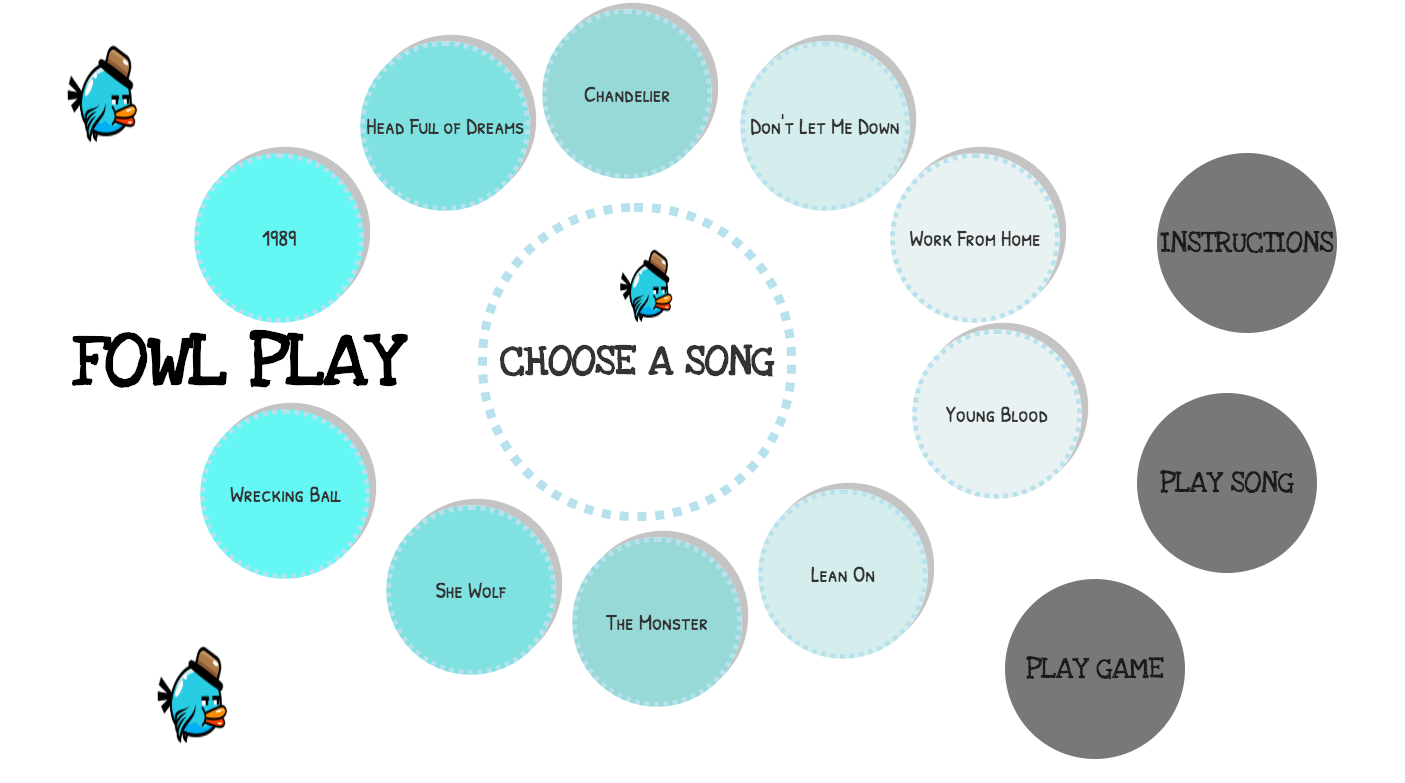 Chandelier
Head Full of Dreams
Don't Let Me Down
1989
Work From Home
INSTRUCTIONS
FOWL PLAY
CHOOSE A SONG
Young Blood
Wrecking Ball
PLAY SONG
She Wolf
Lean On
The Monster
PLAY GAME